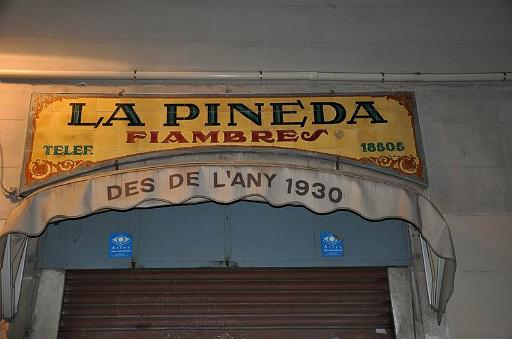 LA PINEDA
FIAMBRES
TELEF. 18505
DES DE L'ANY 1930